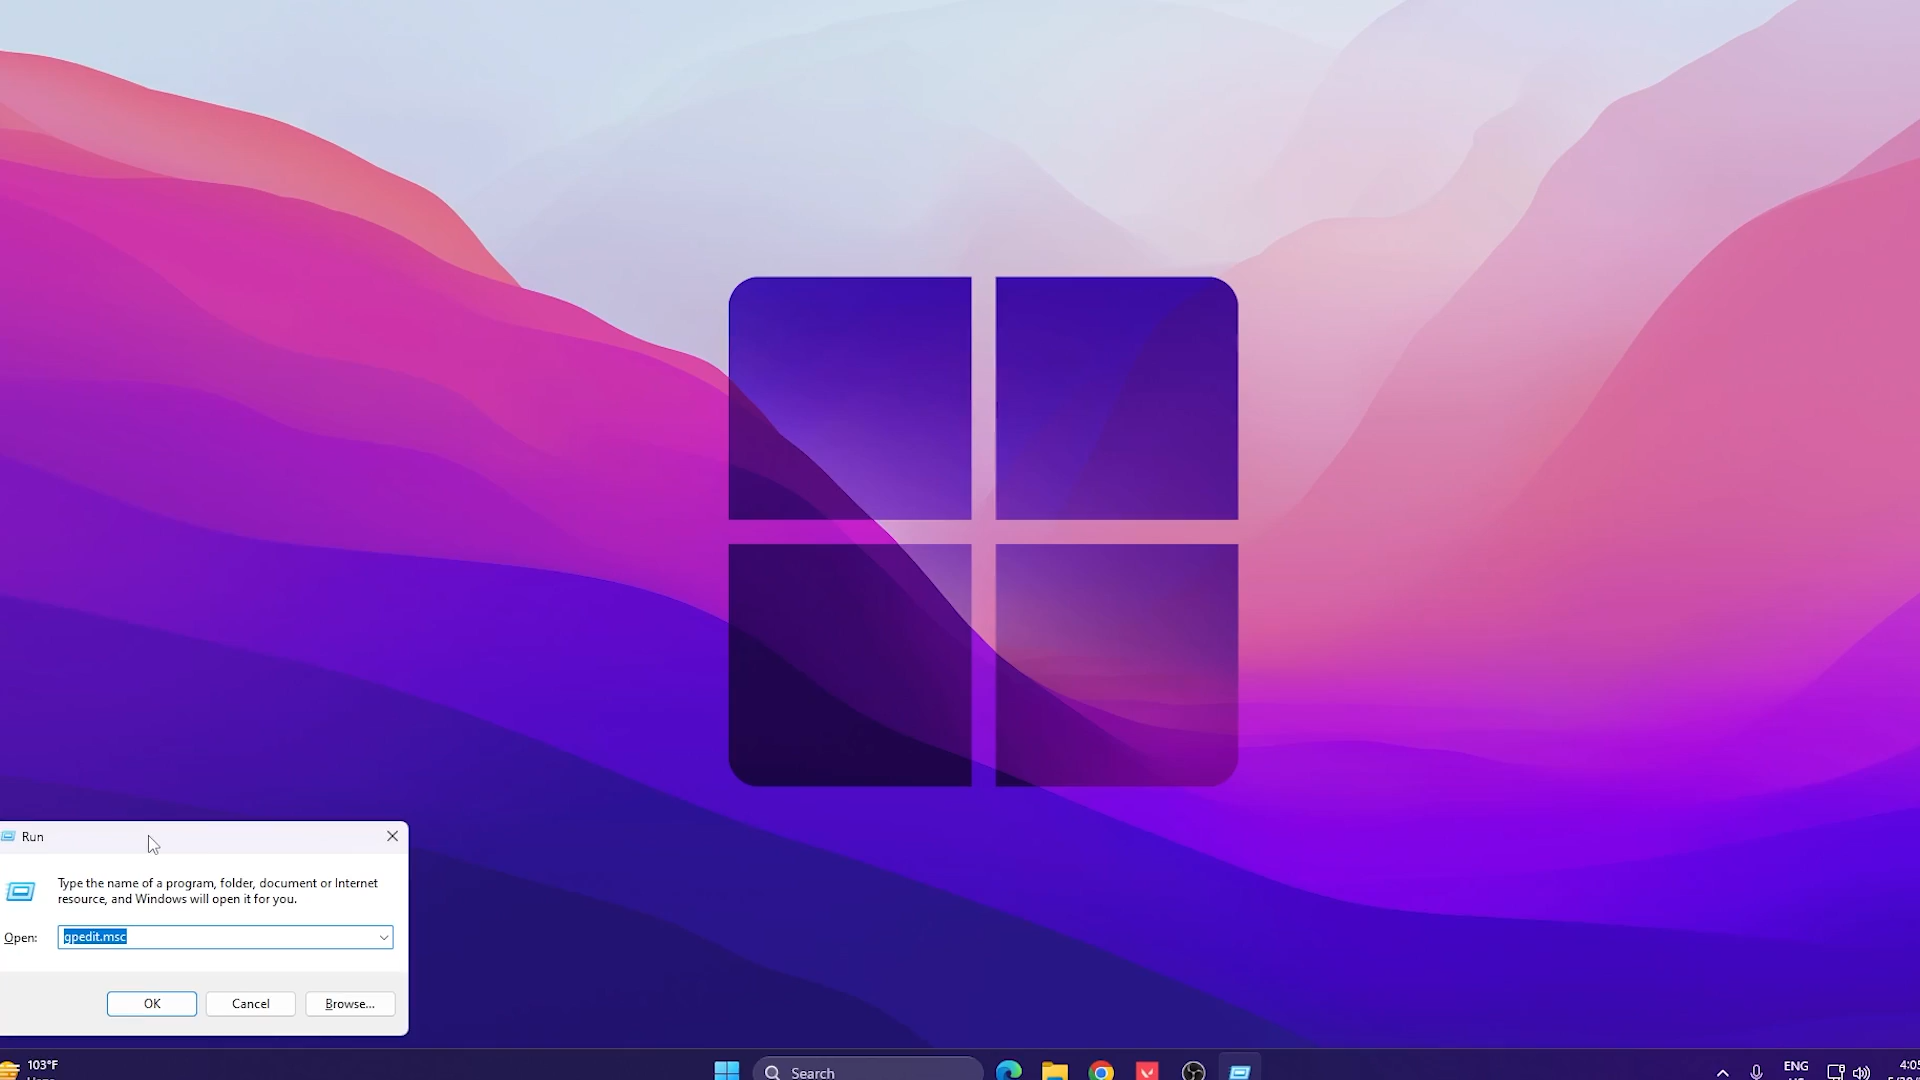 Run
Type the name of a program, folder, document or Internet
resource, and Windows will open it for you.
Open: gpedit.msc
OK Cancel Browse...
103°F
Search
ENG
4:05